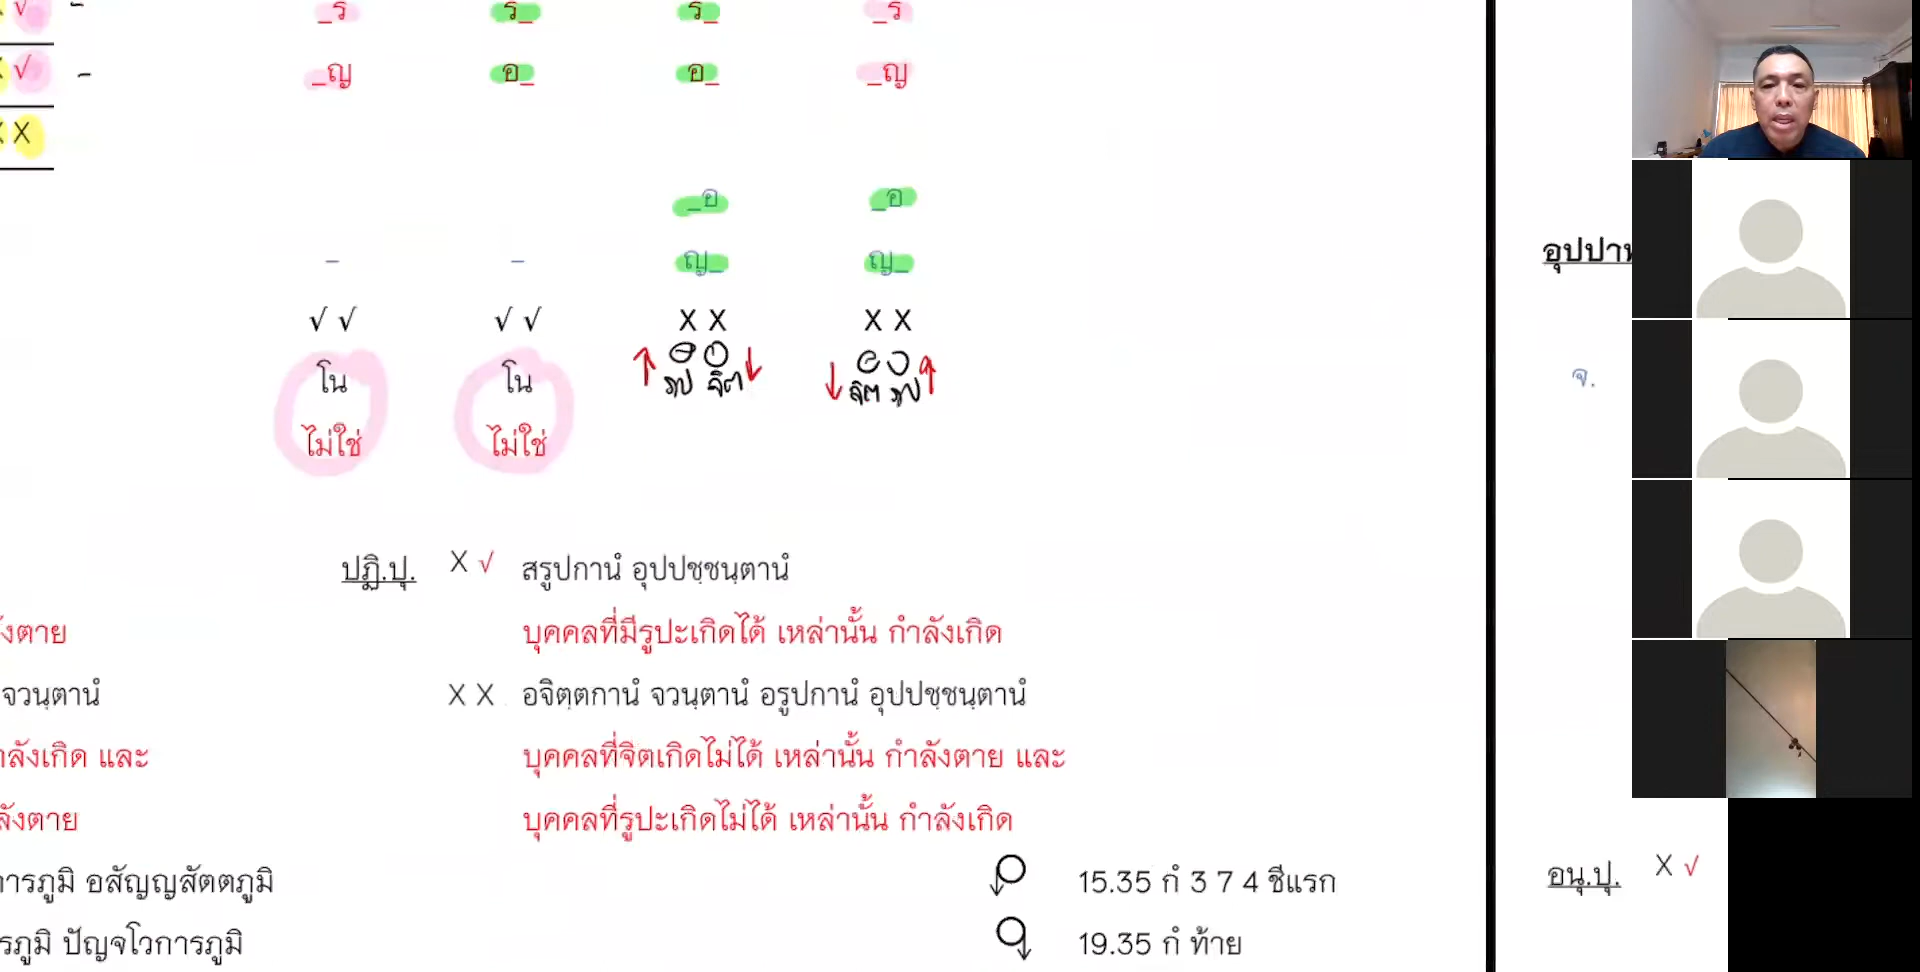 √ - _ร ร_ ร_ _ร
√ - _ญ อ_ อ_ _ญ
X X
_อ _อ
- - ญ_ ญ_
√ √ √ √ X X X X
โน โน รูป จิต จิต รูป
ไม่ใช่ ไม่ใช่
ปฏิ.ปุ. X √ สรูปกานํ อุปปชฺชนฺตานํ
ังตาย บุคคลที่มีรูปะเกิดได้ เหล่านั้น กำลังเกิด
จวนฺตานํ X X อจิตฺตกานํ จวนฺตานํ อรูปกานํ อุปปชฺชนฺตานํ
าลังเกิด และ บุคคลที่จิตเกิดไม่ได้ เหล่านั้น กำลังตาย และ
ลังตาย บุคคลที่รูปะเกิดไม่ได้ เหล่านั้น กำลังเกิด
ารภูมิ อสัญญสัตตภูมิ 15.35 กํ 3 7 4 ชีแรก
รภูมิ ปัญจโวการภูมิ 19.35 กํ ท้าย
อุปปา
จ.
อนุ.ปุ. X √